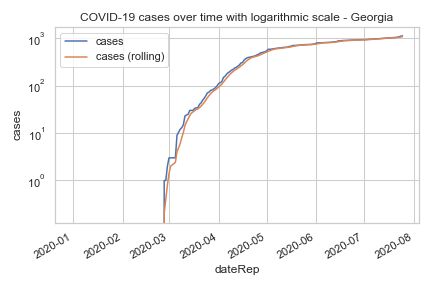 COVID-19 cases over time with logarithmic scale - Georgia
cases
cases (rolling)
10³
10²
10¹
10⁰
cases
2020-01
2020-02
2020-03
2020-04
2020-05
2020-06
2020-07
2020-08
dateRep